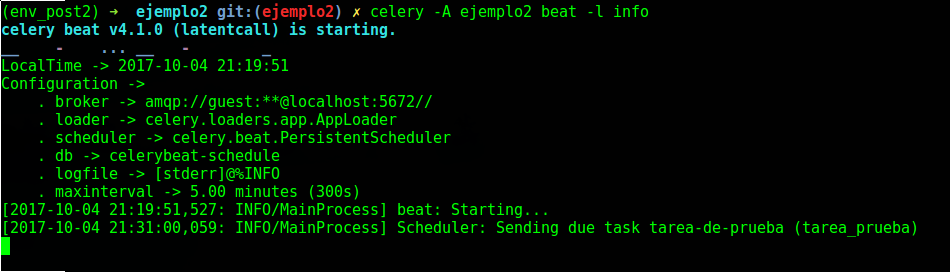 (env_post2) ➜  ejemplo2 git:(ejemplo2) ✗ celery -A ejemplo2 beat -l info
celery beat v4.1.0 (latentcall) is starting.
__    -    ... __   -        _
LocalTime -> 2017-10-04 21:19:51
Configuration ->
    . broker -> amqp://guest:**@localhost:5672//
    . loader -> celery.loaders.app.AppLoader
    . scheduler -> celery.beat.PersistentScheduler
    . db -> celerybeat-schedule
    . logfile -> [stderr]@%INFO
    . maxinterval -> 5.00 minutes (300s)
[2017-10-04 21:19:51,527: INFO/MainProcess] beat: Starting...
[2017-10-04 21:31:00,059: INFO/MainProcess] Scheduler: Sending due task tarea-de-prueba (tarea_prueba)